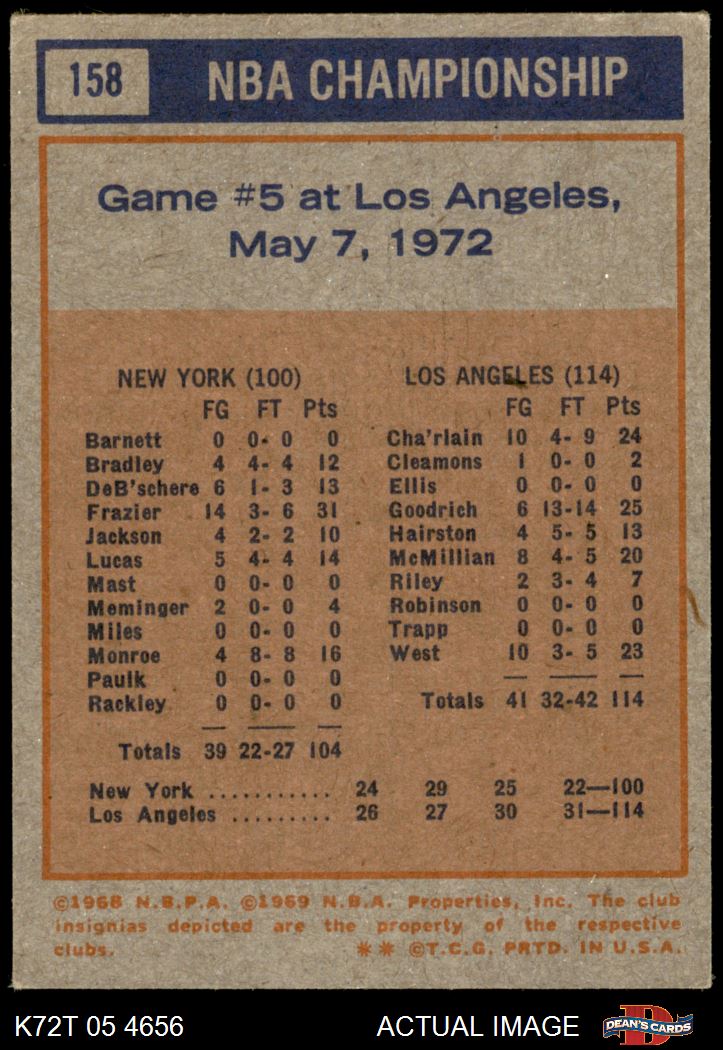 158 NBA CHAMPIONSHIP
Game #5 at Los Angeles,
May 7, 1972
NEW YORK (100)
FG FT Pts
Barnett 0 0- 0 0
Bradley 4 4- 4 12
DeB'schere 6 1- 3 13
Frazier 14 3- 6 31
Jackson 4 2- 2 10
Lucas 5 4- 4 14
Mast 0 0- 0 0
Meminger 2 0- 0 4
Miles 0 0- 0 0
Monroe 4 8- 8 16
Paulk 0 0- 0 0
Rackley 0 0- 0 0
Totals 39 22-27 104
LOS ANGELES (114)
FG FT Pts
Cha'rlain 10 4- 9 24
Cleamons 1 0- 0 2
Ellis 0 0- 0 0
Goodrich 6 13-14 25
Hairston 4 5- 5 13
McMillian 8 4- 5 20
Riley 2 3- 4 7
Robinson 0 0- 0 0
Trapp 0 0- 0 0
West 10 3- 5 23
Totals 41 32-42 114
New York ........... 24 29 25 22—100
Los Angeles ......... 26 27 30 31—114
©1968 N.B.P.A. ©1969 N.B.A. Properties, Inc. The club
insignias depicted are the property of the respective
clubs. ** ©T.C.G. PRTD. IN U.S.A.
K72T 05 4656 ACTUAL IMAGE DEAN'S CARDS